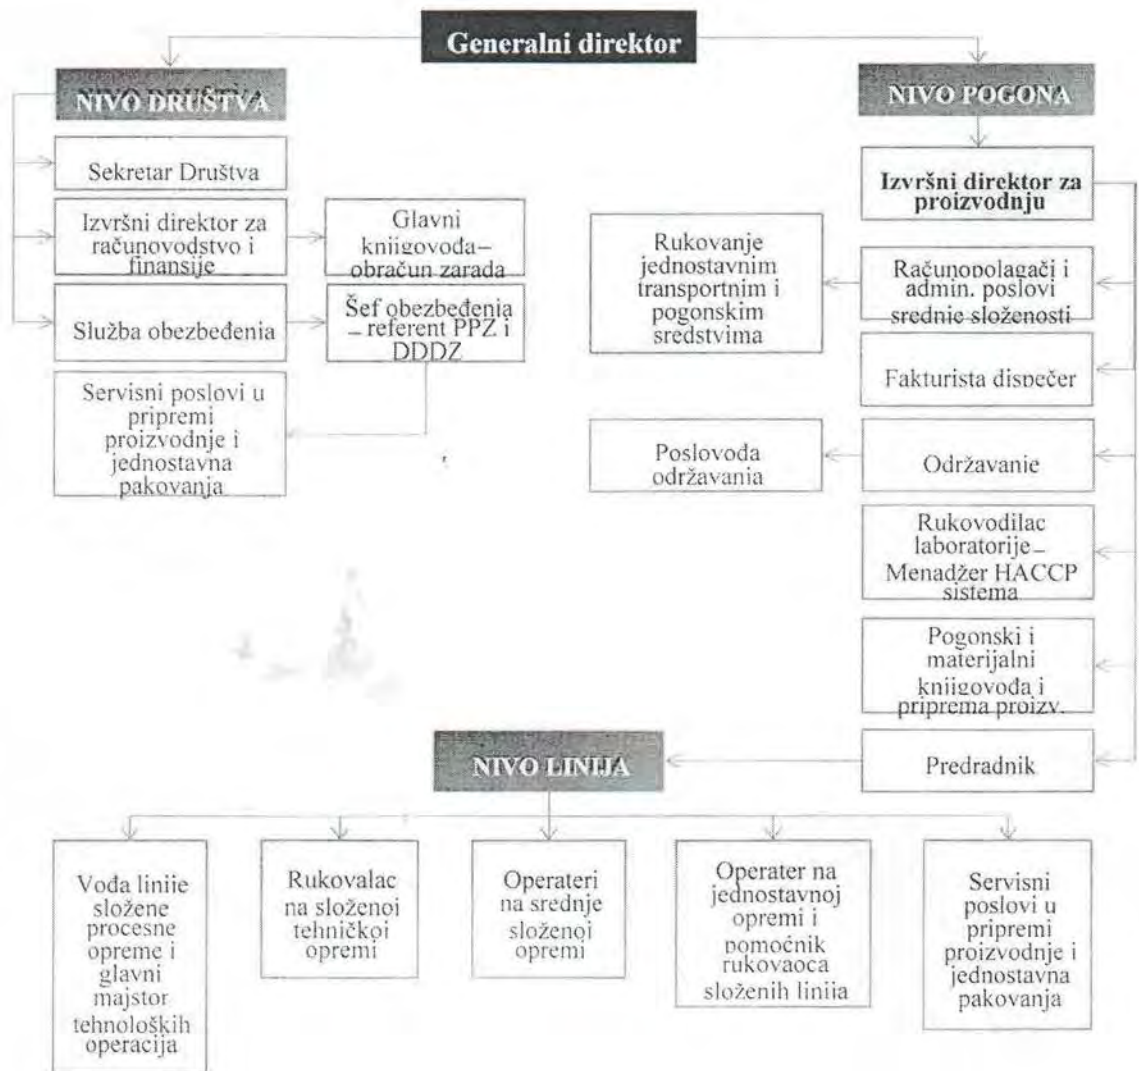 Generalni direktor
NIVO DRUŠTVA
NIVO POGONA
Sekretar Društva
Izvršni direktor za
računovodstvo i
finansije
Glavni
knjigovođa–
obračun zarada
Služba obezbeđenja
Šef obezbeđenja
– referent PPZ i
DDDZ
Servisni poslovi u
pripremi
proizvodnje i
jednostavna
pakovanja
Izvršni direktor za
proizvodnju
Rukovanje
jednostavnim
transportnim i
pogonskim
sredstvima
Računopolagači i
admin. poslovi
srednje složenosti
Fakturista dispečer
Poslovođa
održavanja
Održavanje
Rukovodilac
laboratorije –
Menadžer HACCP
sistema
Pogonski i
materijalni
knjigovođa i
priprema proizv.
NIVO LINIJA
Predradnik
Vođa linije
složene
procesne
opreme i
glavni
majstor
tehnoloških
operacija
Rukovalac
na složenoj
tehničkoj
opremi
Operateri
na srednje
složenoj
opremi
Operater na
jednostavnoj
opremi i
pomoćnik
rukovaoca
složenih linija
Servisni
poslovi u
pripremi
proizvodnje i
jednostavna
pakovanja